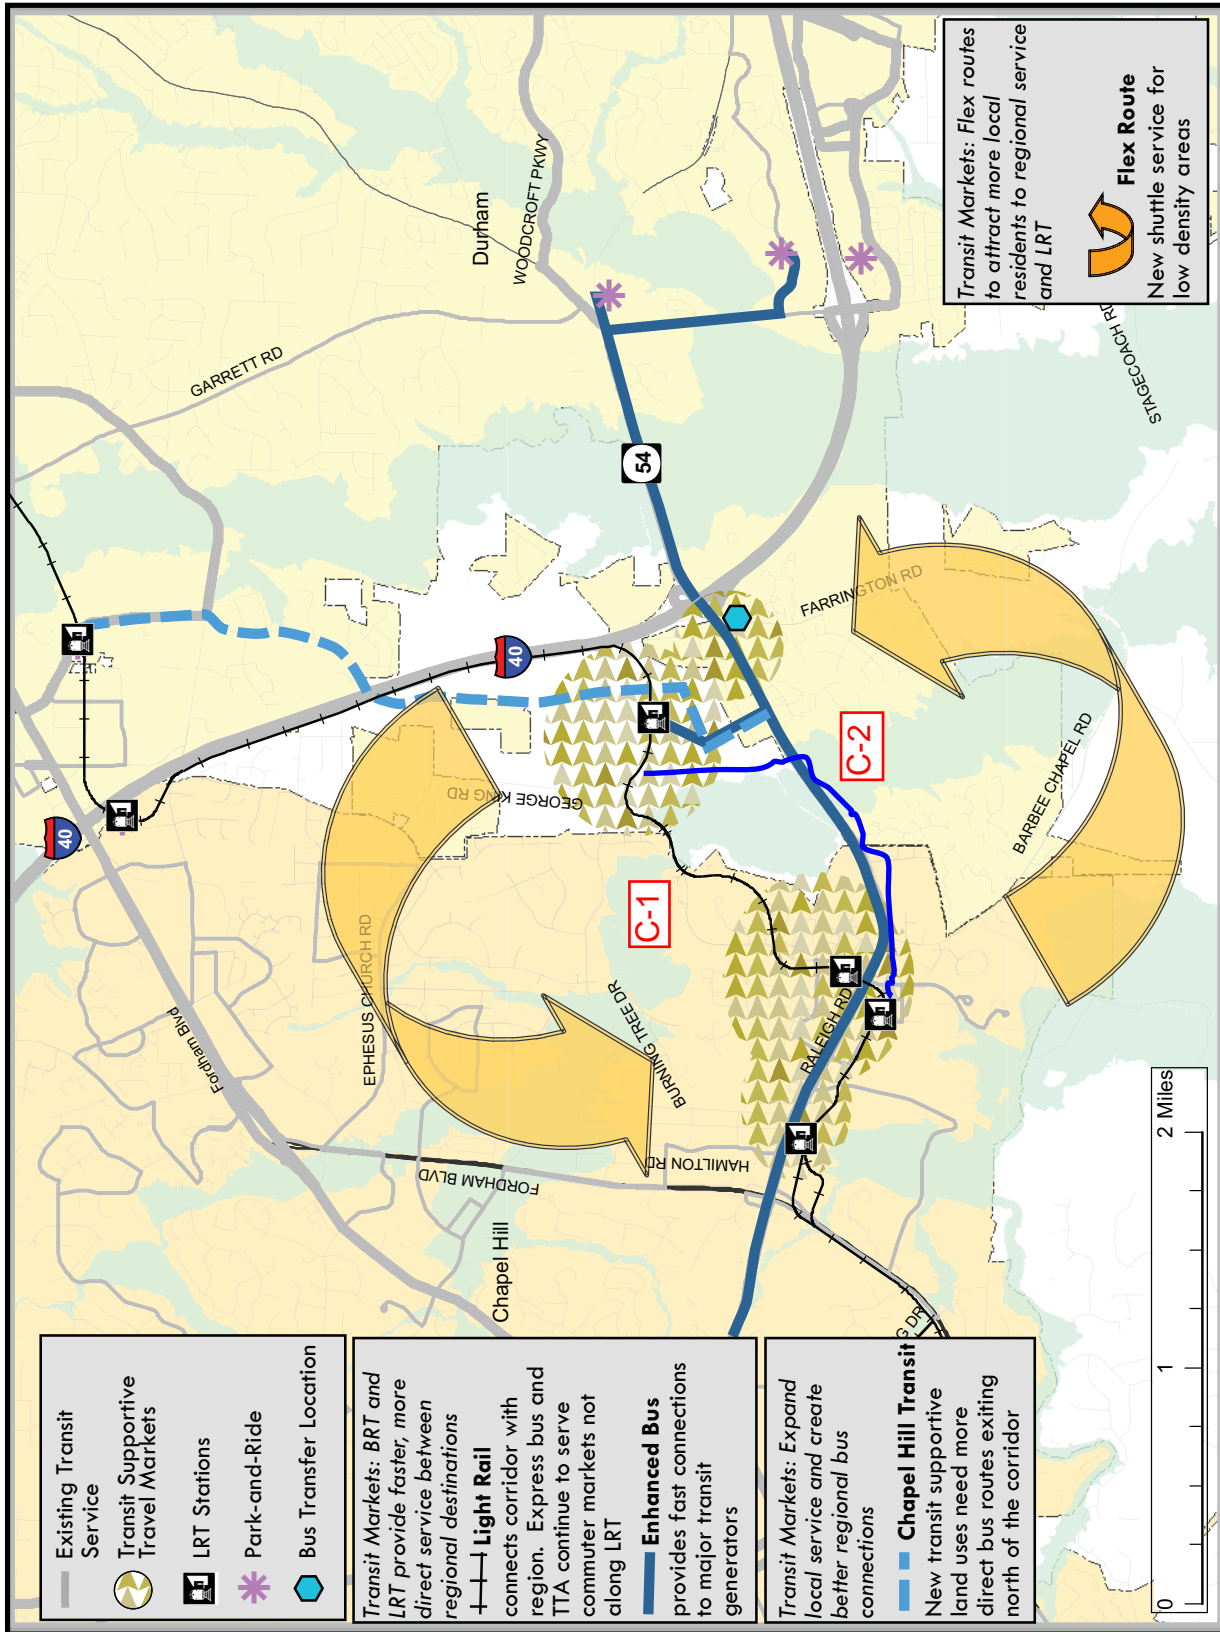 Existing Transit
Service
Transit Supportive
Travel Markets
LRT Stations
Park-and-Ride
Bus Transfer Location
Transit Markets: BRT and
LRT provide faster, more
direct service between
regional destinations
Light Rail
connects corridor with
region. Express bus and
TTA continue to serve
commuter markets not
along LRT
Enhanced Bus
provides fast connections
to major transit
generators
Transit Markets: Expand
local service and create
better regional bus
connections
Chapel Hill Transit
New transit supportive
land uses need more
direct bus routes exiting
north of the corridor
Transit Markets: Flex routes
to attract more local
residents to regional service
and LRT
Flex Route
New shuttle service for
low density areas
Durham
WOODCROFT PKWY
GARRETT RD
54
40
40
FARRINGTON RD
STAGECOACH RD
BARBEE CHAPEL RD
GEORGE KING RD
C-1
C-2
EPHESUS CHURCH RD
Fordham Blvd
BURNING TREE DR
RALEIGH RD
HAMILTON RD
FORDHAM BLVD
Chapel Hill
G DR
0
1
2 Miles